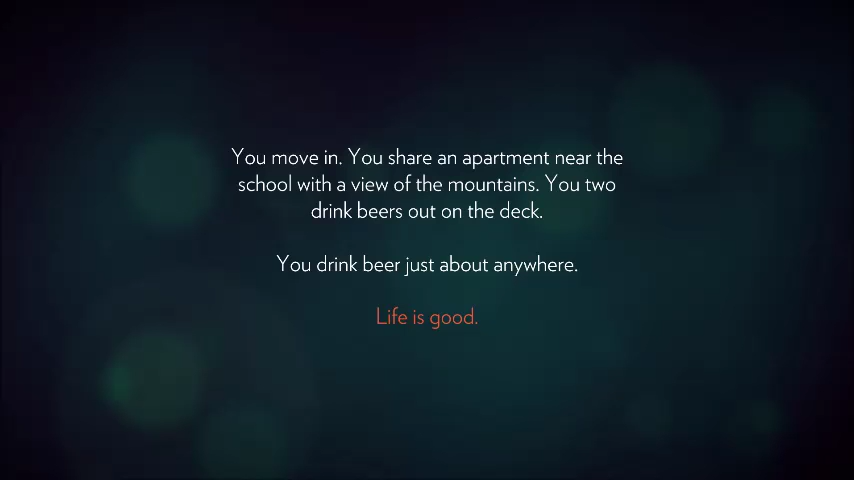 You move in. You share an apartment near the
school with a view of the mountains. You two
drink beers out on the deck.
You drink beer just about anywhere.
Life is good.